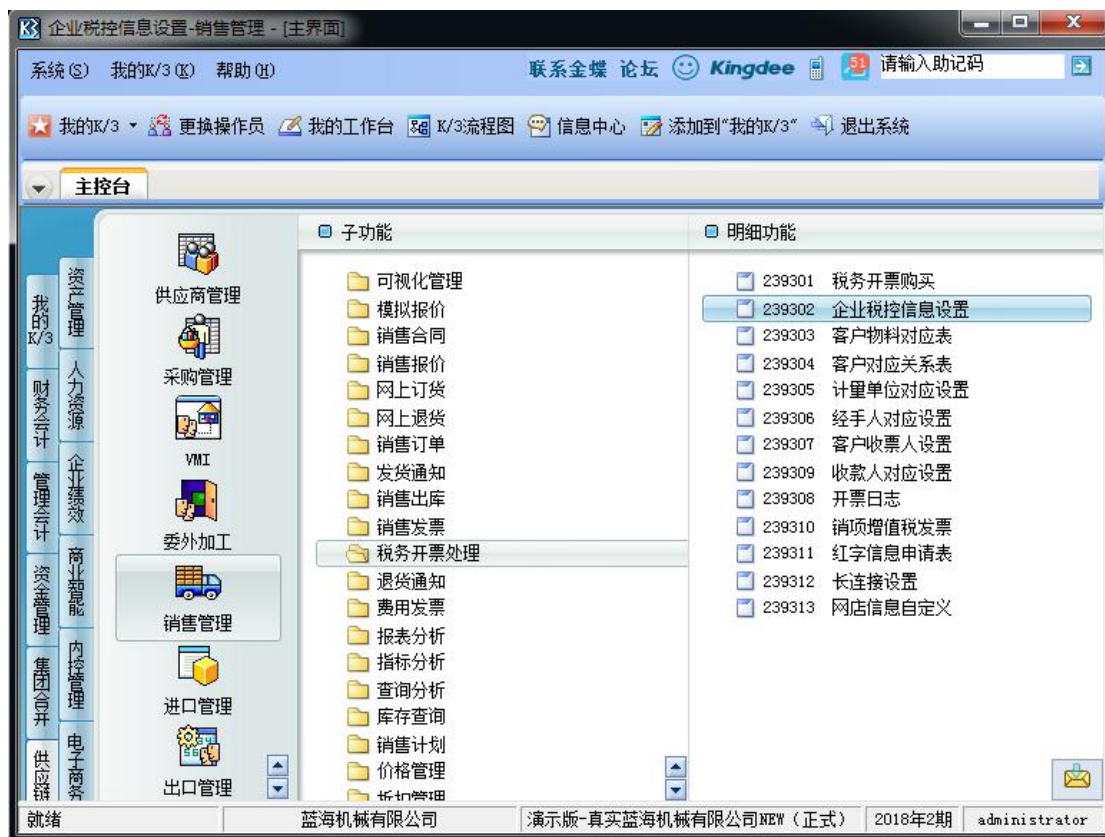 企业税控信息设置-销售管理 - [主界面]
系统(S) 我的K/3(K) 帮助(H) 联系金蝶 论坛 Kingdee 51 请输入助记码
我的K/3 更换操作员 我的工作台 K/3流程图 信息中心 添加到"我的K/3" 退出系统
主控台
我的K/3
财务会计
管理会计
资金管理
集团合并
供应链
资产管理
人力资源
企业绩效
商业智能
内控管理
电子商务
供应商管理
采购管理
VMI
委外加工
销售管理
进口管理
出口管理
子功能
可视化管理
模拟报价
销售合同
销售报价
网上订货
网上退货
销售订单
发货通知
销售出库
销售发票
税务开票处理
退货通知
费用发票
报表分析
指标分析
查询分析
库存查询
销售计划
价格管理
折扣管理
明细功能
239301 税务开票购买
239302 企业税控信息设置
239303 客户物料对应表
239304 客户对应关系表
239305 计量单位对应设置
239306 经手人对应设置
239307 客户收票人设置
239309 收款人对应设置
239308 开票日志
239310 销项增值税发票
239311 红字信息申请表
239312 长连接设置
239313 网店信息自定义
就绪 蓝海机械有限公司 演示版-真实蓝海机械有限公司NEW（正式） 2018年2期 administrator